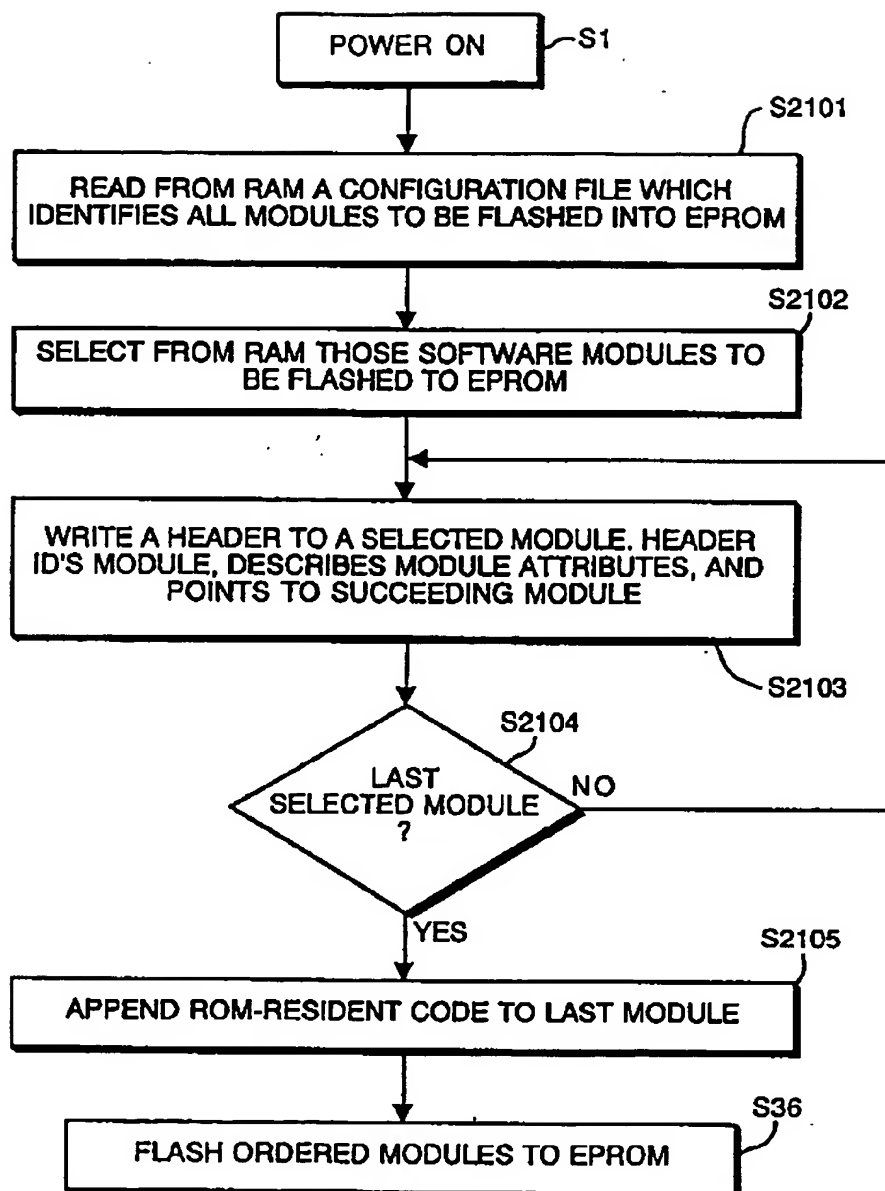 POWER ON
S1
S2101
READ FROM RAM A CONFIGURATION FILE WHICH
IDENTIFIES ALL MODULES TO BE FLASHED INTO EPROM
S2102
SELECT FROM RAM THOSE SOFTWARE MODULES TO
BE FLASHED TO EPROM
WRITE A HEADER TO A SELECTED MODULE. HEADER
ID'S MODULE, DESCRIBES MODULE ATTRIBUTES, AND
POINTS TO SUCCEEDING MODULE
S2103
S2104
LAST
SELECTED MODULE
?
NO
YES
S2105
APPEND ROM-RESIDENT CODE TO LAST MODULE
S36
FLASH ORDERED MODULES TO EPROM